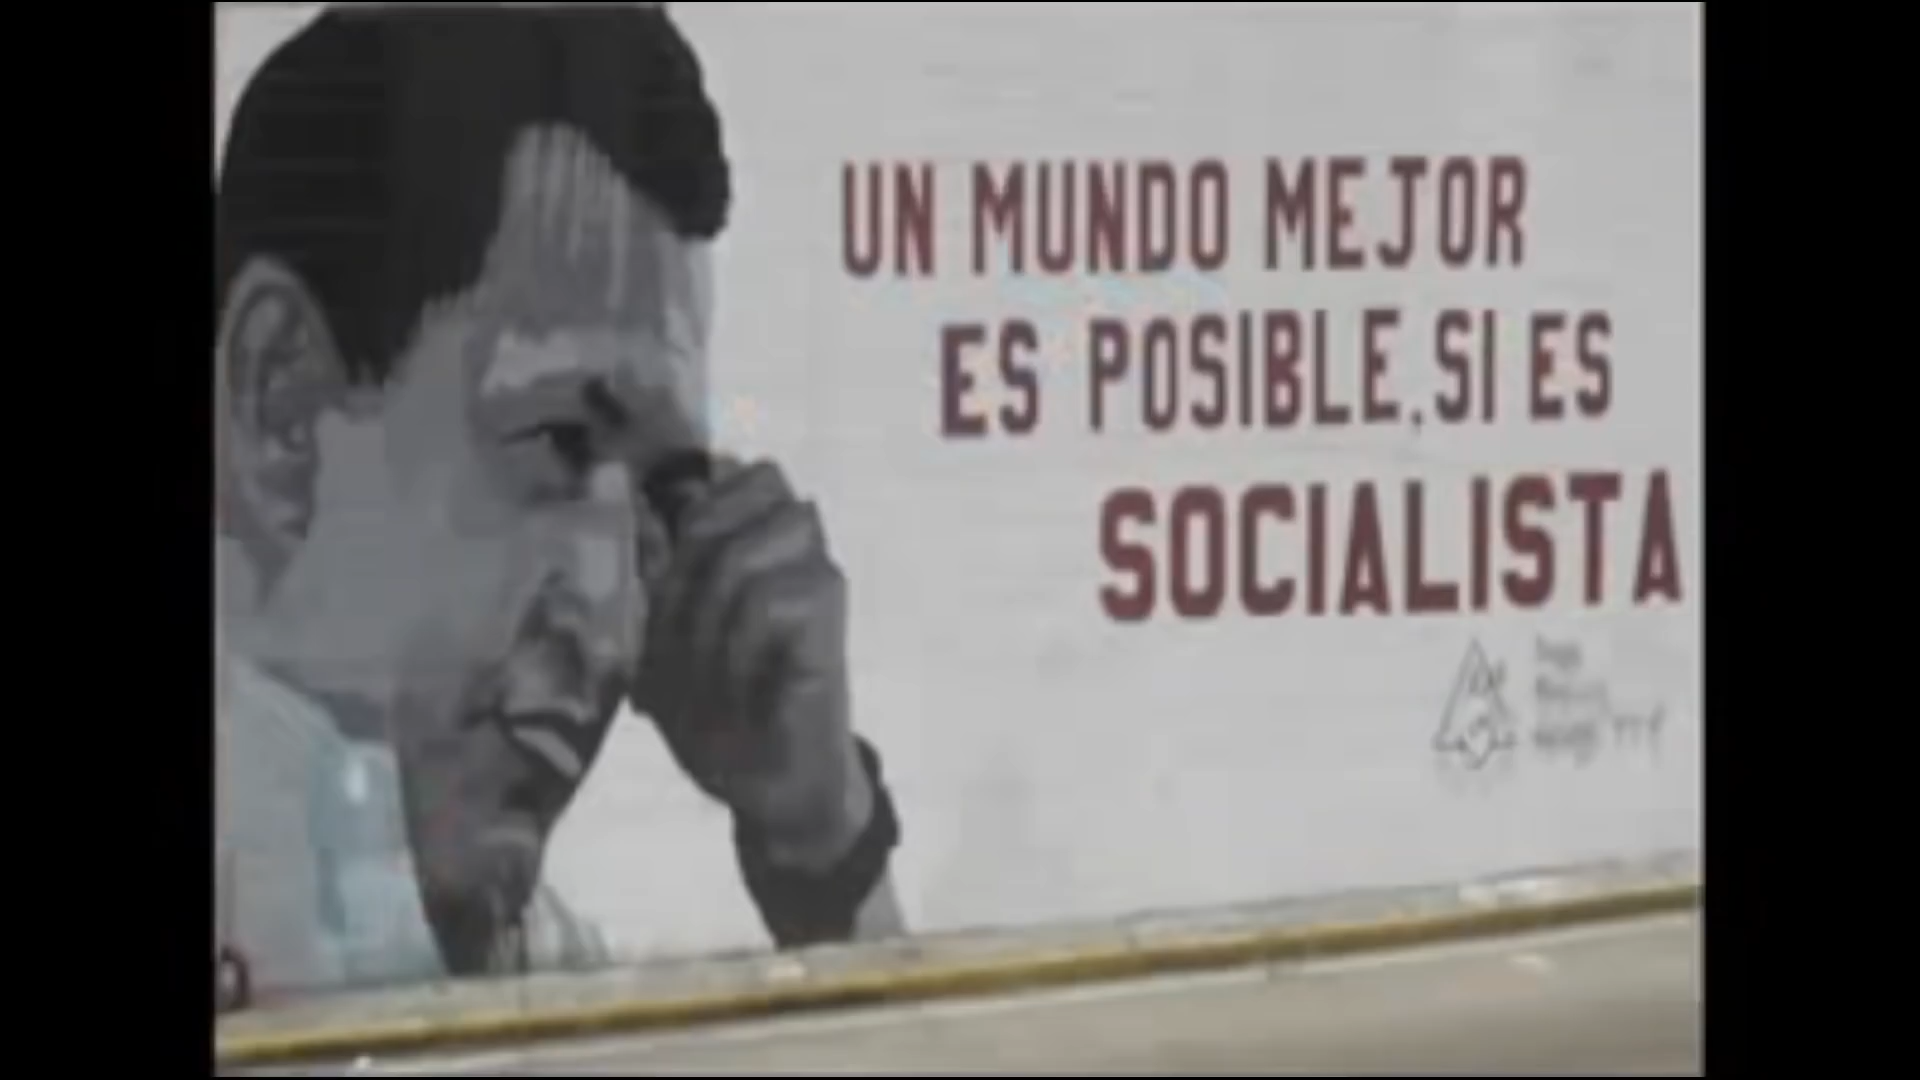 UN MUNDO MEJOR
ES POSIBLE, SI ES
SOCIALISTA